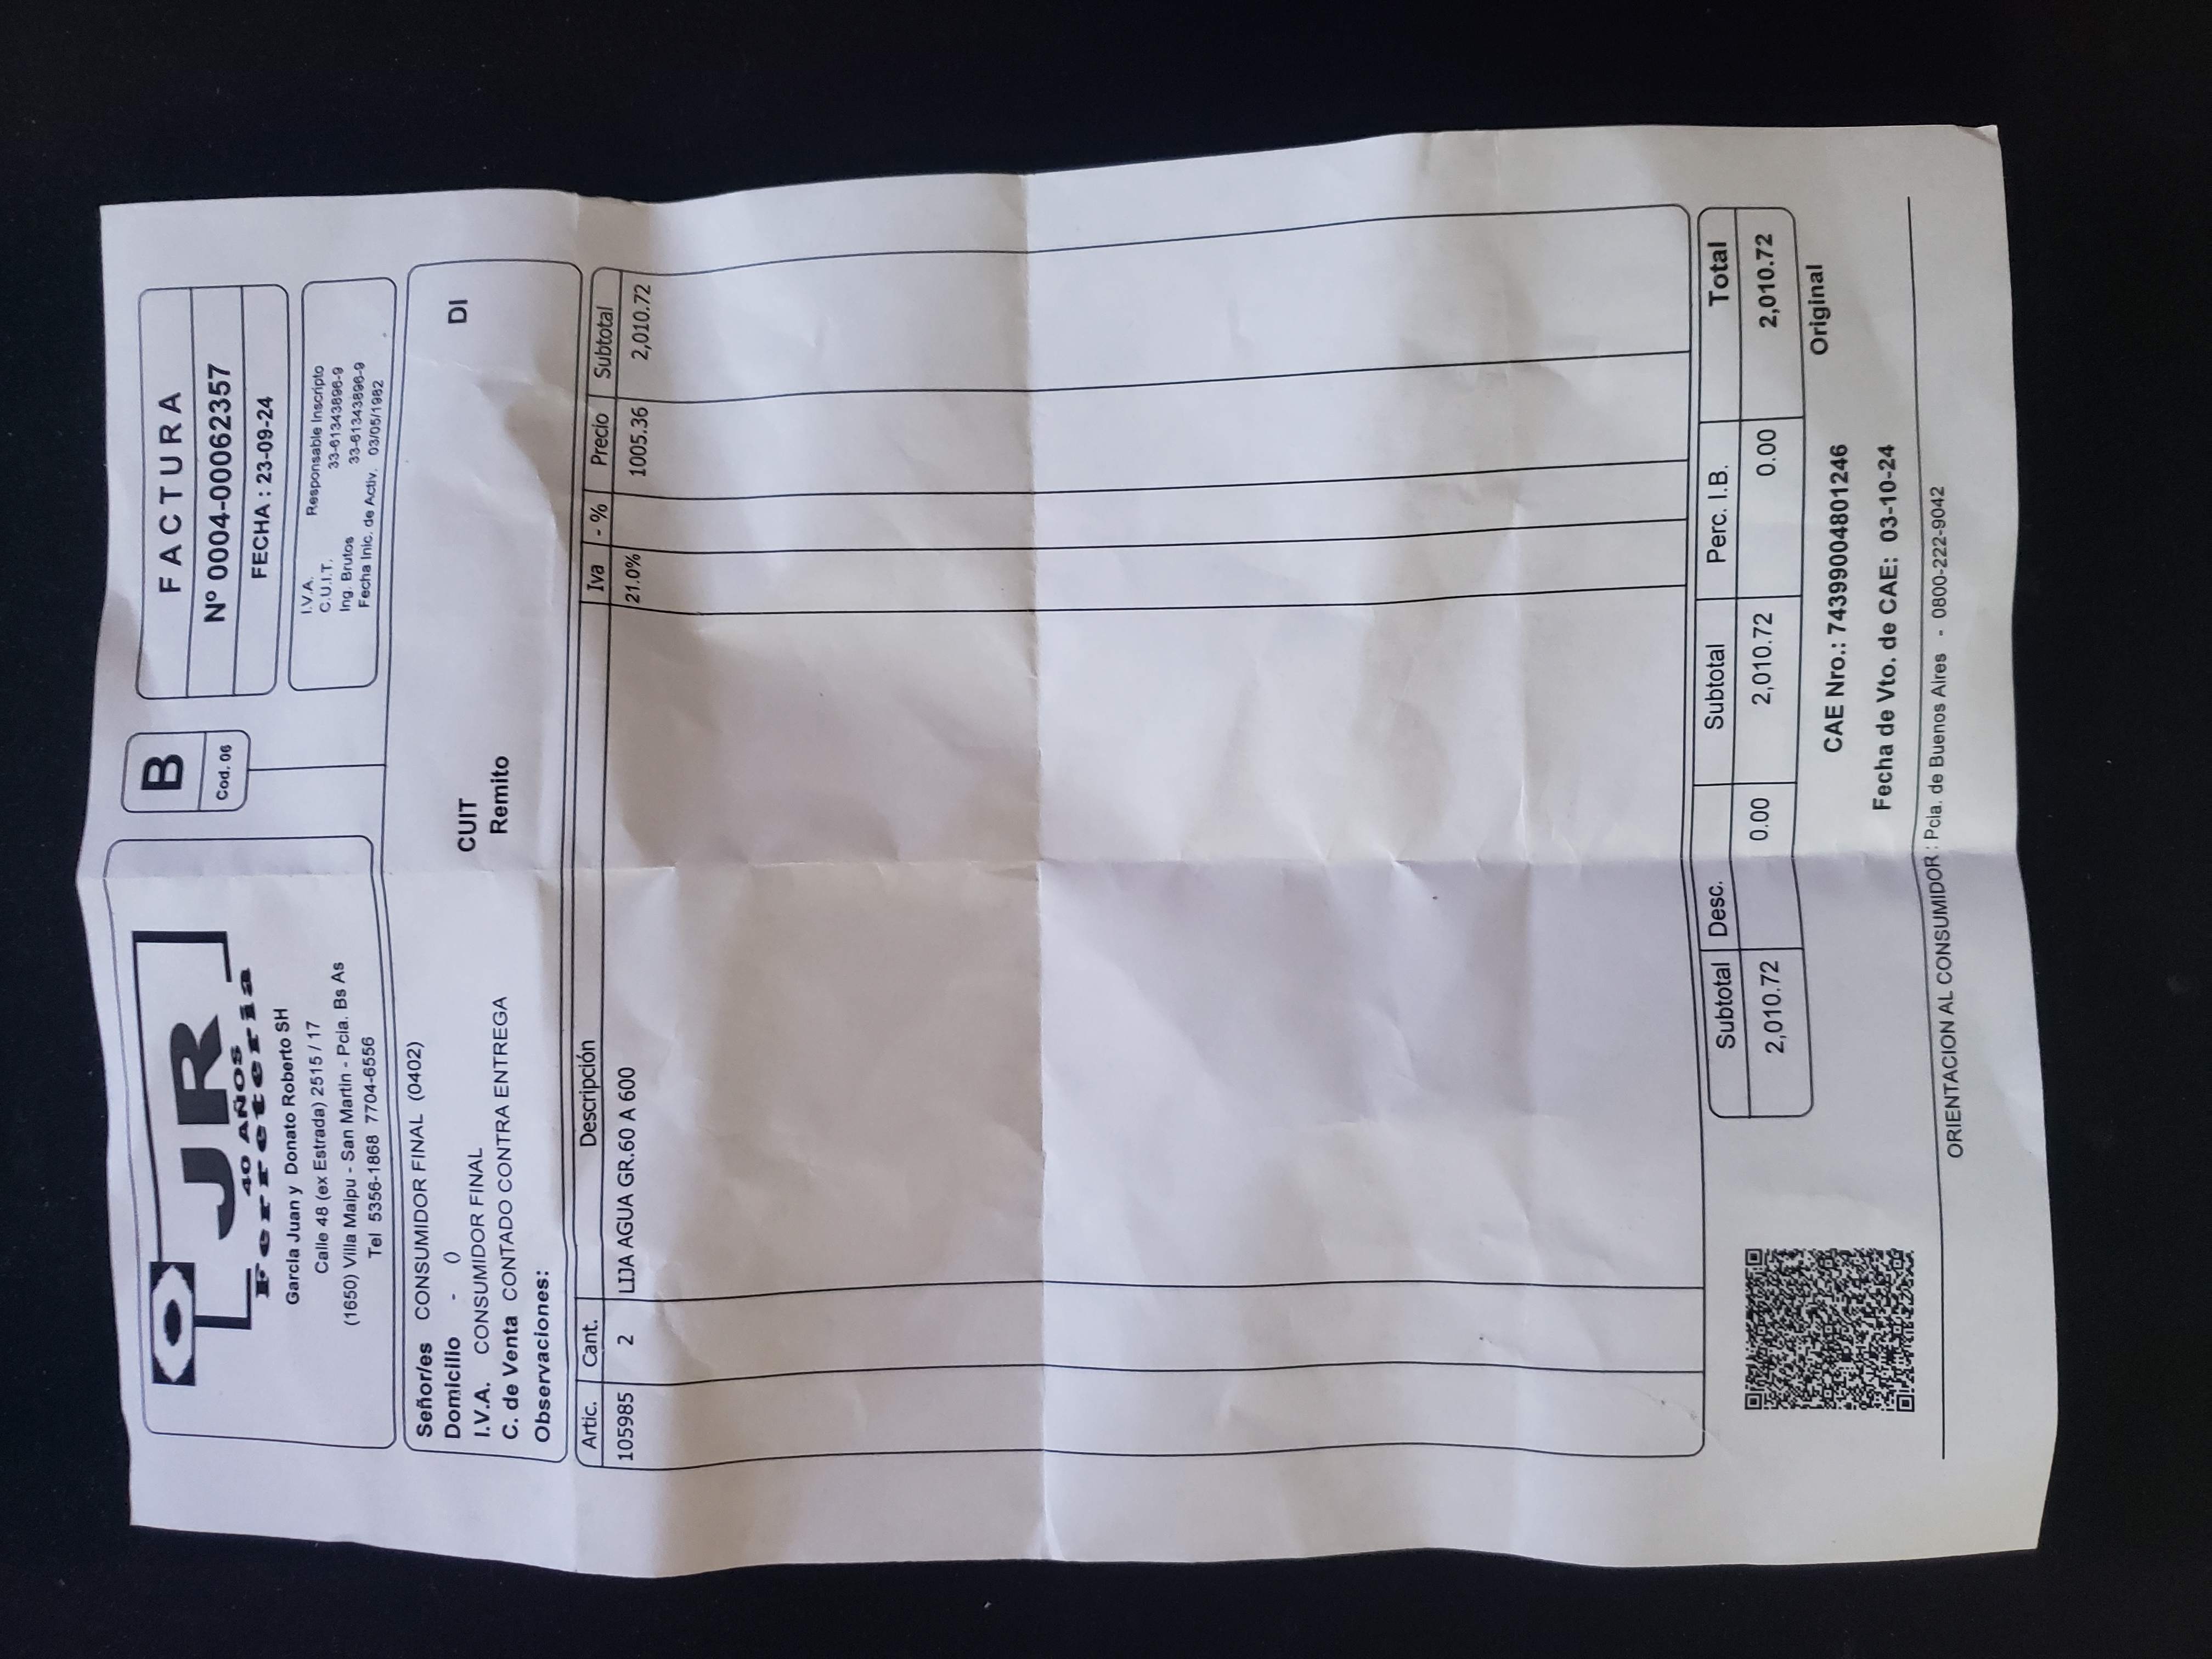 JR
40 AÑOS
Ferreteria
Garcia Juan y Donato Roberto SH
Calle 48 (ex Estrada) 2515 / 17
(1650) Villa Maipu - San Martin - Pcia. Bs As
Tel 5356-1868 7704-6556
B
Cod. 06
FACTURA
Nº 0004-00062357
FECHA : 23-09-24
I.V.A. Responsable Inscripto
C.U.I.T. 33-61343896-9
Ing. Brutos 33-61343896-9
Fecha Inic. de Activ. 03/05/1982
Señor/es CONSUMIDOR FINAL (0402)
Domicilio - ()
I.V.A. CONSUMIDOR FINAL
C. de Venta CONTADO CONTRA ENTREGA
Observaciones:
CUIT DI
Remito
Artic. Cant. Descripción Iva - % Precio Subtotal
105985 2 LIJA AGUA GR.60 A 600 21.0% 1005.36 2,010.72
Subtotal Desc. Subtotal Perc. I.B. Total
2,010.72 0.00 2,010.72 0.00 2,010.72
Original
CAE Nro.: 74399004801246
Fecha de Vto. de CAE: 03-10-24
ORIENTACION AL CONSUMIDOR : Pcia. de Buenos Aires - 0800-222-9042